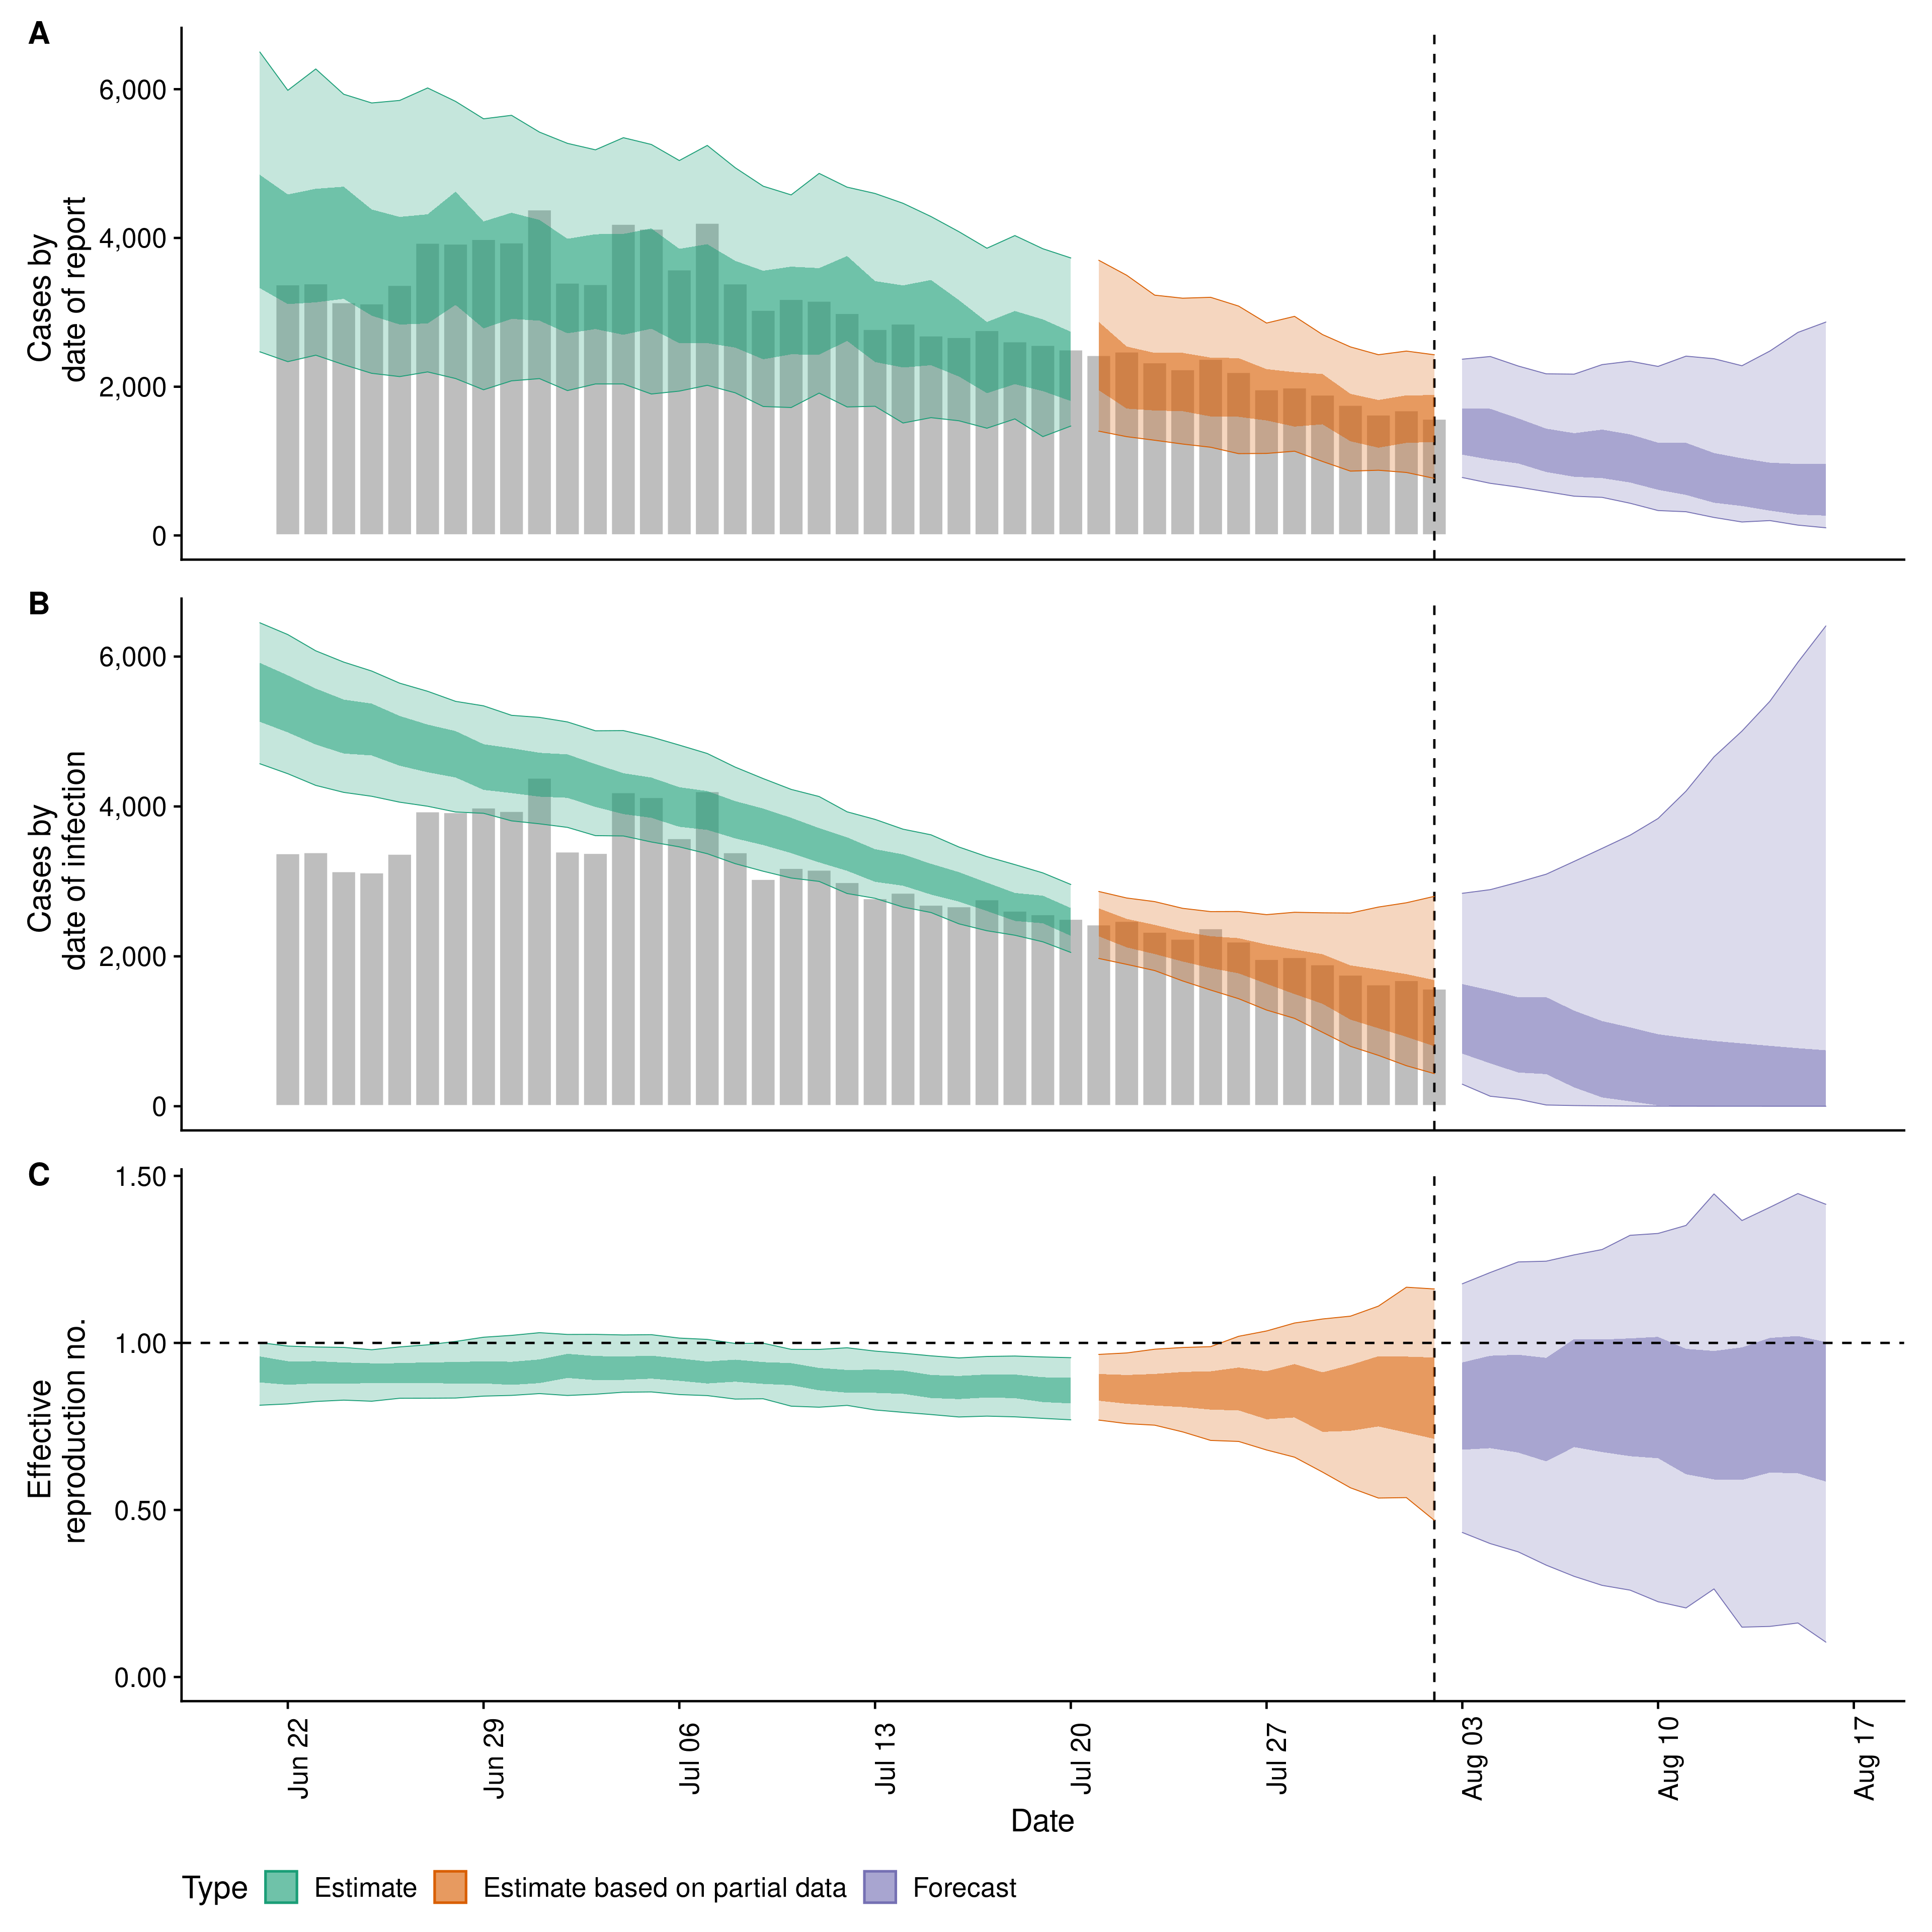 A
6,000
4,000
2,000
0
Cases by
date of report
B
6,000
4,000
2,000
0
Cases by
date of infection
C
1.50
1.00
0.50
0.00
Effective
reproduction no.
Jun 22
Jun 29
Jul 06
Jul 13
Jul 20
Jul 27
Aug 03
Aug 10
Aug 17
Date
Type
Estimate
Estimate based on partial data
Forecast